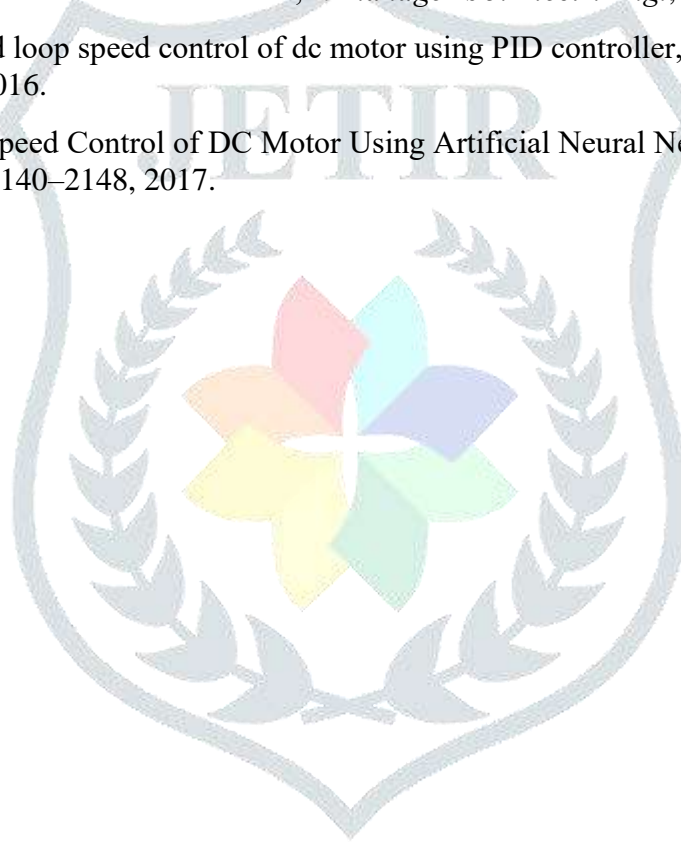 d loop speed control of dc motor using PID controller,
016.
JETIR
peed Control of DC Motor Using Artificial Neural Ne
140–2148, 2017.